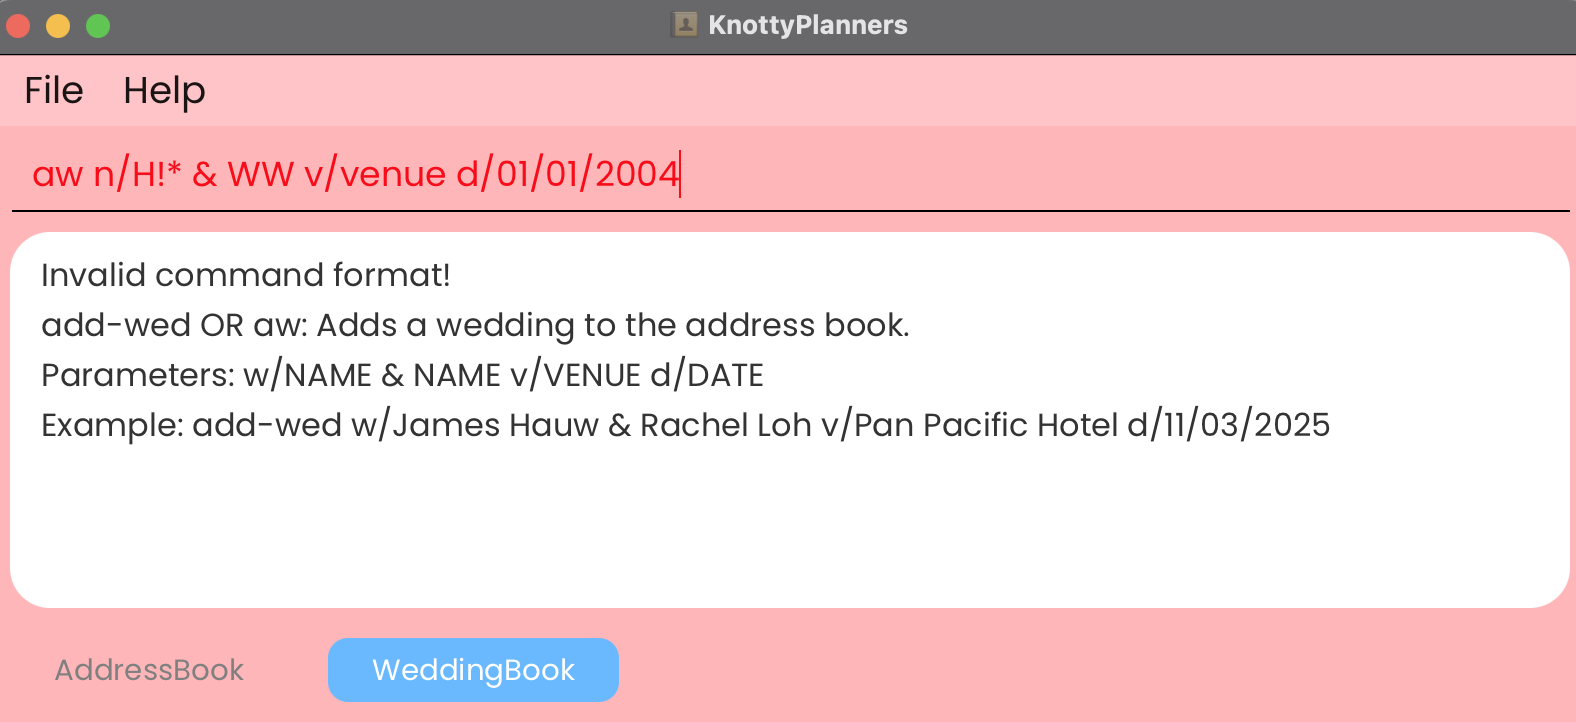 KnottyPlanners
File Help
aw n/H!* & WW v/venue d/01/01/2004
Invalid command format!
add-wed OR aw: Adds a wedding to the address book.
Parameters: w/NAME & NAME v/VENUE d/DATE
Example: add-wed w/James Hauw & Rachel Loh v/Pan Pacific Hotel d/11/03/2025
AddressBook WeddingBook